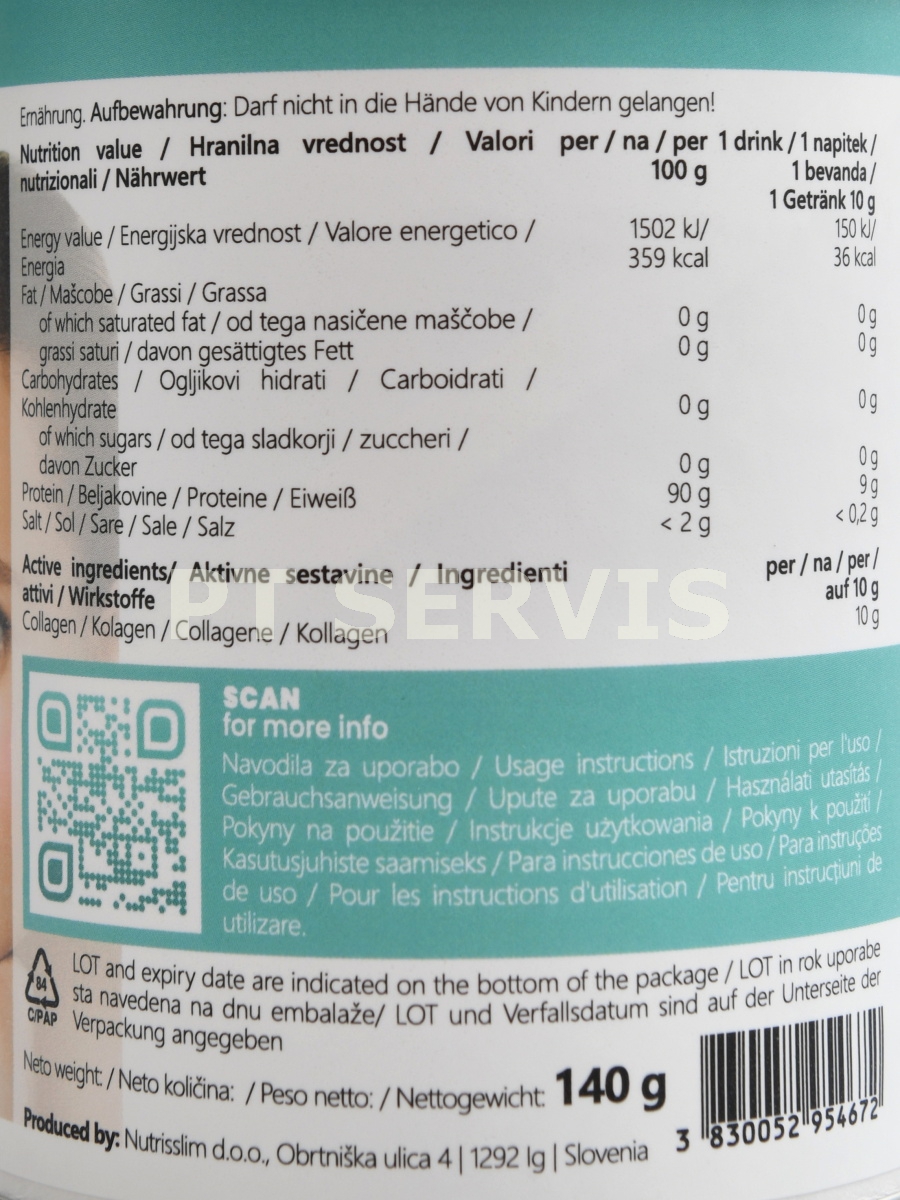 Ernährung. Aufbewahrung: Darf nicht in die Hände von Kindern gelangen!
Nutrition value / Hranilna vrednost / Valori per / na / per 1 drink / 1 napitek /
nutrizionali / Nährwert 100 g 1 bevanda /
1 Getränk 10 g
Energy value / Energijska vrednost / Valore energetico / 1502 kJ/ 150 kJ/
Energia 359 kcal 36 kcal
Fat / Mašcobe / Grassi / Grassa
of which saturated fat / od tega nasičene maščobe / 0 g 0 g
grassi saturi / davon gesättigtes Fett 0 g 0 g
Carbohydrates / Ogljikovi hidrati / Carboidrati /
Kohlenhydrate 0 g 0 g
of which sugars / od tega sladkorji / zuccheri /
davon Zucker 0 g 0 g
Protein / Beljakovine / Proteine / Eiweiß 90 g 9 g
Salt / Sol / Sare / Sale / Salz < 2 g < 0,2 g
Active ingredients/ Aktivne sestavine / Ingredienti per / na / per /
attivi / Wirkstoffe auf 10 g
Collagen / Kolagen / Collagene / Kollagen 10 g
PT SERVIS
SCAN
for more info
Navodila za uporabo / Usage instructions / Istruzioni per l'uso /
Gebrauchsanweisung / Upute za uporabu / Használati utasítás /
Pokyny na použitie / Instrukcje użytkowania / Pokyny k použití /
Kasutusjuhiste saamiseks / Para instrucciones de uso / Para instruções
de uso / Pour les instructions d'utilisation / Pentru instrucțiuni de
utilizare.
84
C/PAP
LOT and expiry date are indicated on the bottom of the package / LOT in rok uporabe
sta navedena na dnu embalaže/ LOT und Verfallsdatum sind auf der Unterseite der
Verpackung angegeben
Neto weight: / Neto količina: / Peso netto: / Nettogewicht: 140 g
Produced by: Nutrisslim d.o.o., Obrtniška ulica 4 | 1292 Ig | Slovenia
3 830052 954672